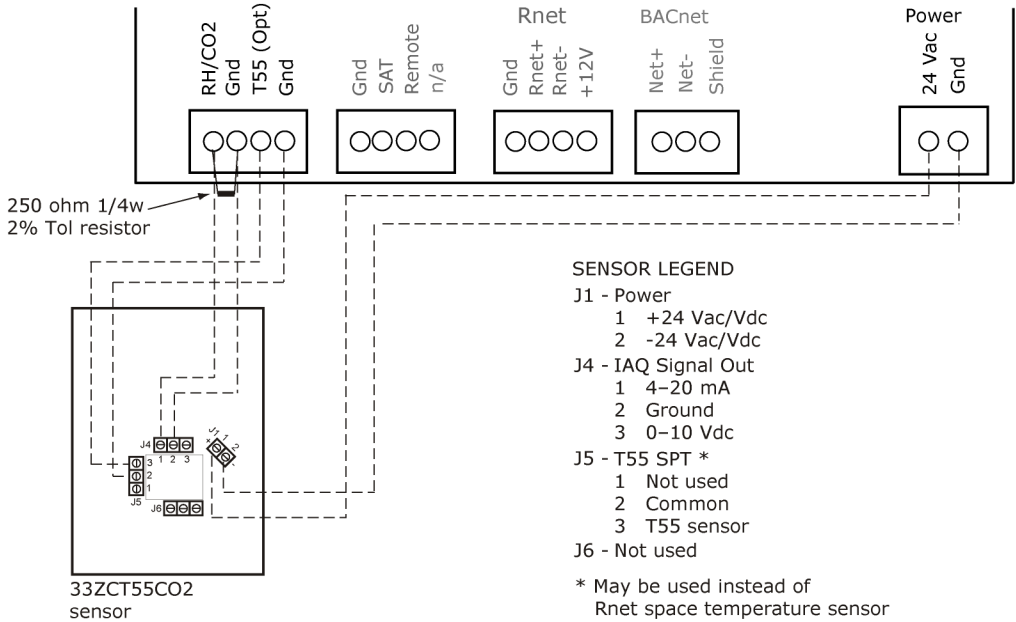 Rnet
BACnet
Power
RH/CO2
Gnd
T55 (Opt)
Gnd
Gnd
SAT
Remote
n/a
Gnd
Rnet+
Rnet-
+12V
Net+
Net-
Shield
24 Vac
Gnd
250 ohm 1/4w
2% Tol resistor
SENSOR LEGEND
J1 - Power
1 +24 Vac/Vdc
2 -24 Vac/Vdc
J4 - IAQ Signal Out
1 4–20 mA
2 Ground
3 0–10 Vdc
J5 - T55 SPT *
1 Not used
2 Common
3 T55 sensor
J6 - Not used
* May be used instead of
Rnet space temperature sensor
J4
1 2 3
J1
+ 1
2
-
3
2
1
J5
J6
33ZCT55CO2
sensor